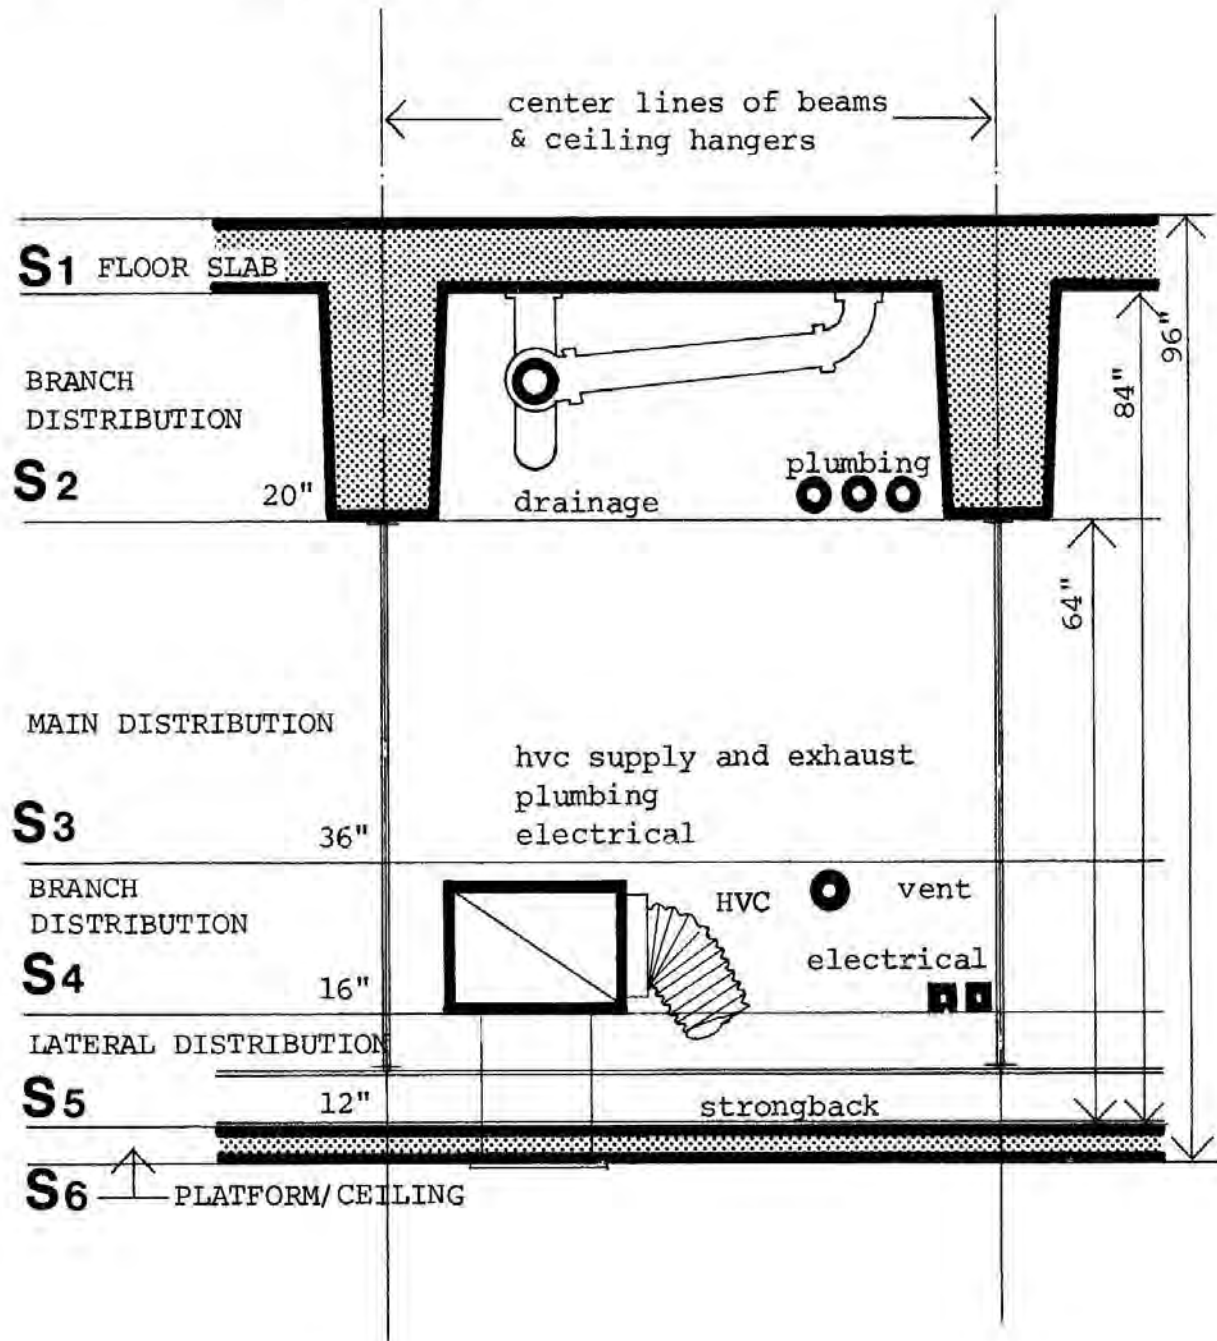 center lines of beams
& ceiling hangers
S1 FLOOR SLAB
96"
84"
BRANCH
DISTRIBUTION
S2 20"
drainage
plumbing
64"
MAIN DISTRIBUTION
S3 36"
hvc supply and exhaust
plumbing
electrical
BRANCH
DISTRIBUTION
S4 16"
HVC
vent
electrical
LATERAL DISTRIBUTION
S5 12"
strongback
S6 PLATFORM/CEILING